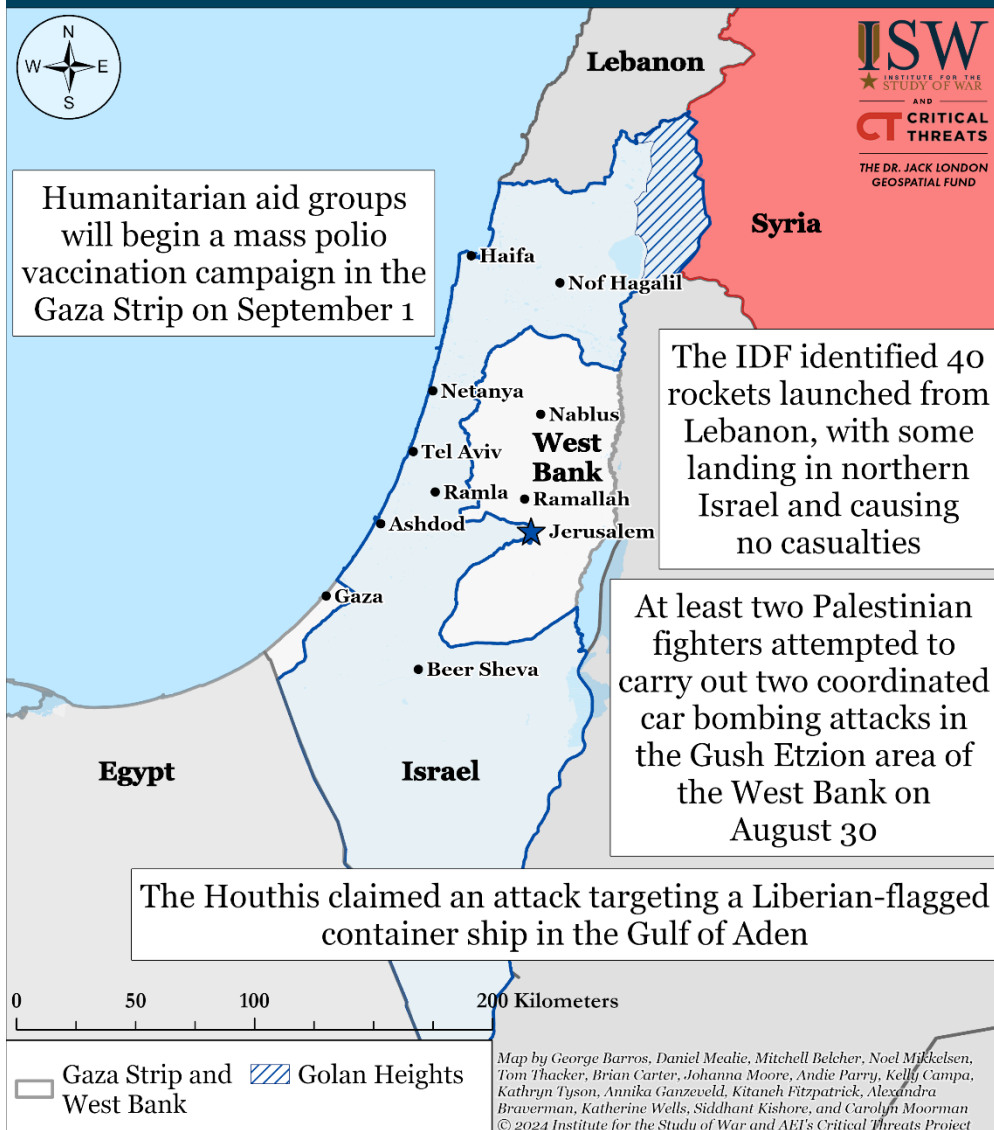 N
W E
S
Lebanon
ISW
INSTITUTE FOR THE
STUDY OF WAR
AND
CT CRITICAL
THREATS
THE DR. JACK LONDON
GEOSPATIAL FUND
Syria
Humanitarian aid groups
will begin a mass polio
vaccination campaign in the
Gaza Strip on September 1
Haifa
Nof Hagalil
The IDF identified 40
rockets launched from
Lebanon, with some
landing in northern
Israel and causing
no casualties
Netanya
Nablus
West
Bank
Tel Aviv
Ramla
Ramallah
Ashdod
Jerusalem
Gaza
Beer Sheva
At least two Palestinian
fighters attempted to
carry out two coordinated
car bombing attacks in
the Gush Etzion area of
the West Bank on
August 30
Egypt
Israel
The Houthis claimed an attack targeting a Liberian-flagged
container ship in the Gulf of Aden
0 50 100 200 Kilometers
Gaza Strip and
West Bank
Golan Heights
Map by George Barros, Daniel Mealie, Mitchell Belcher, Noel Mikkelsen,
Tom Thacker, Brian Carter, Johanna Moore, Andie Parry, Kelly Campa,
Kathryn Tyson, Annika Ganzeveld, Kitaneh Fitzpatrick, Alexandra
Braverman, Katherine Wells, Siddhant Kishore, and Carolyn Moorman
© 2024 Institute for the Study of War and AEI's Critical Threats Project